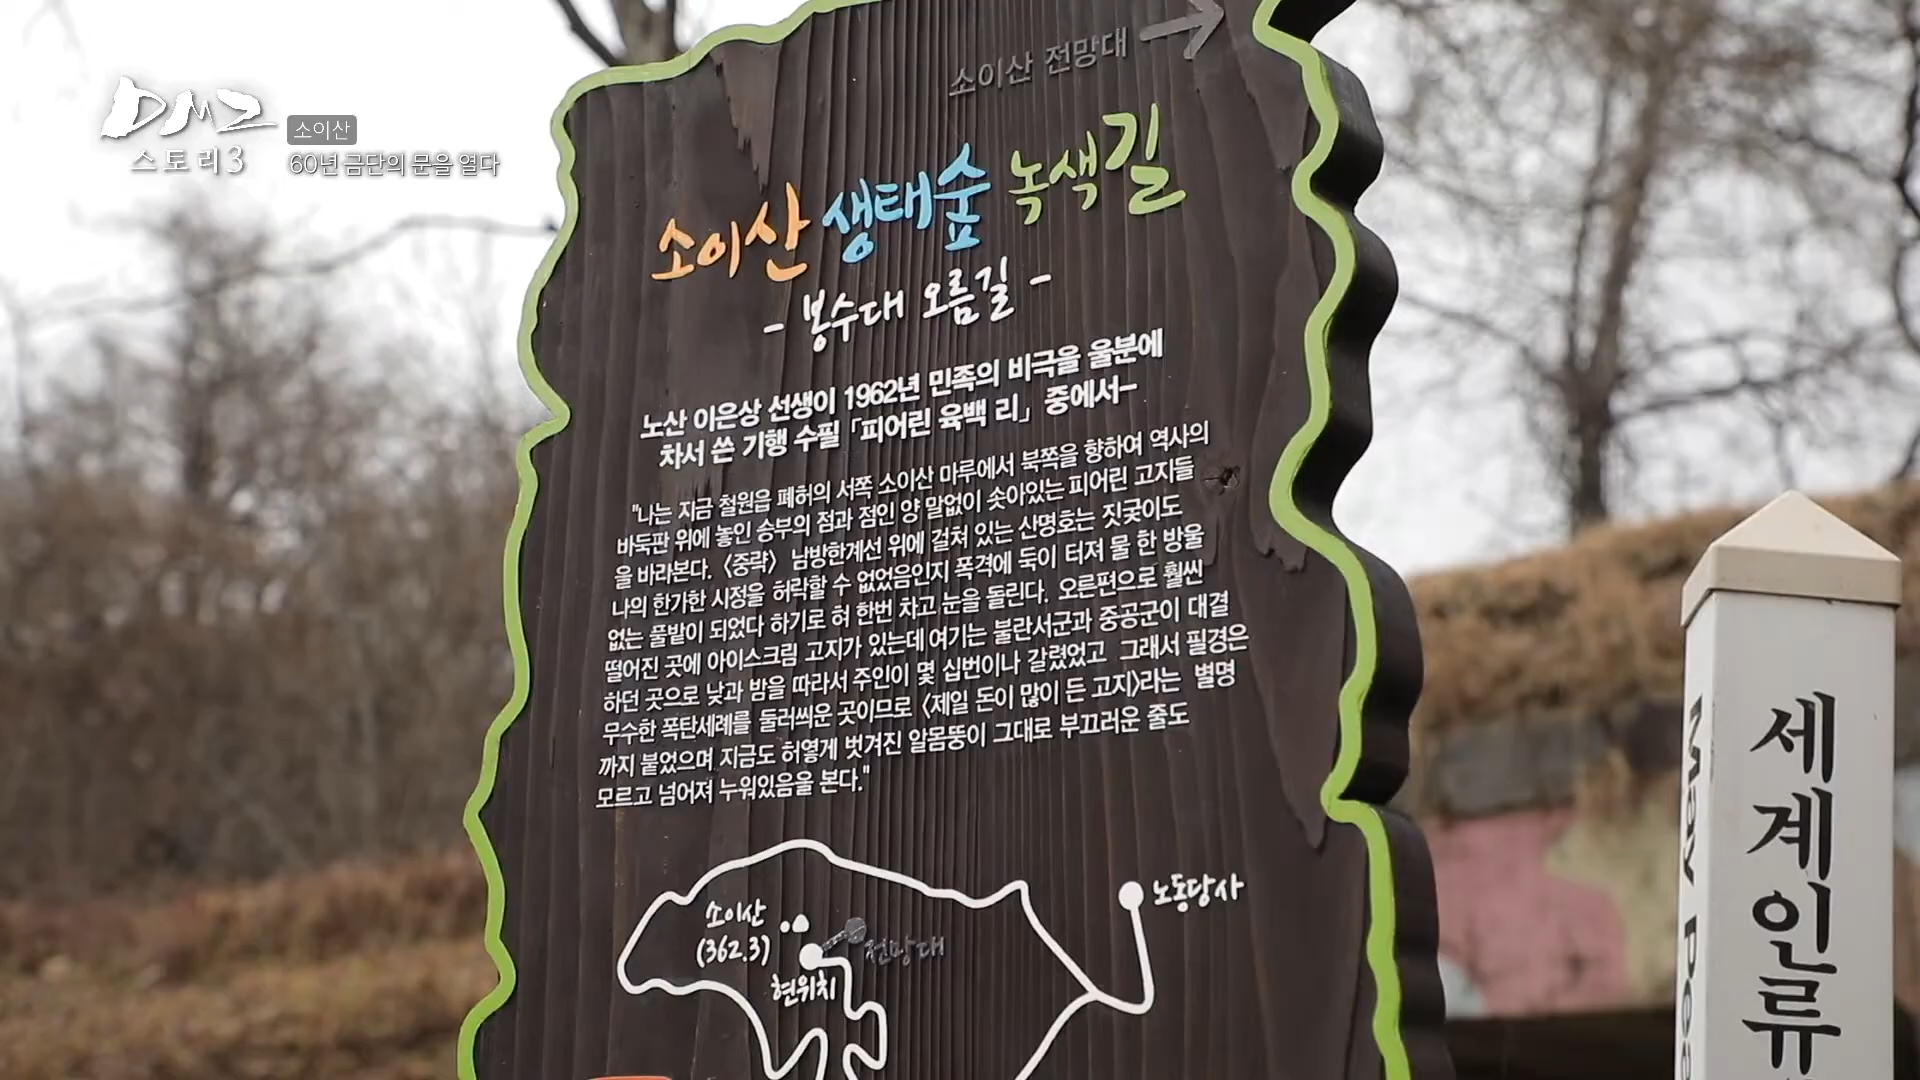 DMZ
스토리3
소이산
60년 금단의 문을 열다
소이산 전망대
소이산 생태숲 녹색길
- 봉수대 오름길 -
노산 이은상 선생이 1962년 민족의 비극을 울분에
차서 쓴 기행 수필「피어린 육백 리」중에서-
"나는 지금 철원읍 폐허의 서쪽 소이산 마루에서 북쪽을 향하여 역사의
바둑판 위에 놓인 승부의 점과 점인 양 말없이 솟아있는 피어린 고지들
을 바라본다.〈중략〉 남방한계선 위에 걸쳐 있는 산명호는 짓궂이도
나의 한가한 시정을 허락할 수 없었음인지 폭격에 둑이 터져 물 한 방울
없는 풀밭이 되었다 하기로 혀 한번 차고 눈을 돌린다. 오른편으로 훨씬
떨어진 곳에 아이스크림 고지가 있는데 여기는 불란서군과 중공군이 대결
하던 곳으로 낮과 밤을 따라서 주인이 몇 십번이나 갈렸었고 그래서 필경은
무수한 폭탄세례를 둘러씌운 곳이므로 〈제일 돈이 많이 든 고지〉라는 별명
까지 붙었으며 지금도 허옇게 벗겨진 알몸뚱이 그대로 부끄러운 줄도
모르고 넘어져 누워있음을 본다."
노동당사
소이산
(362.3)
전망대
현위치
May Pea
세계인류